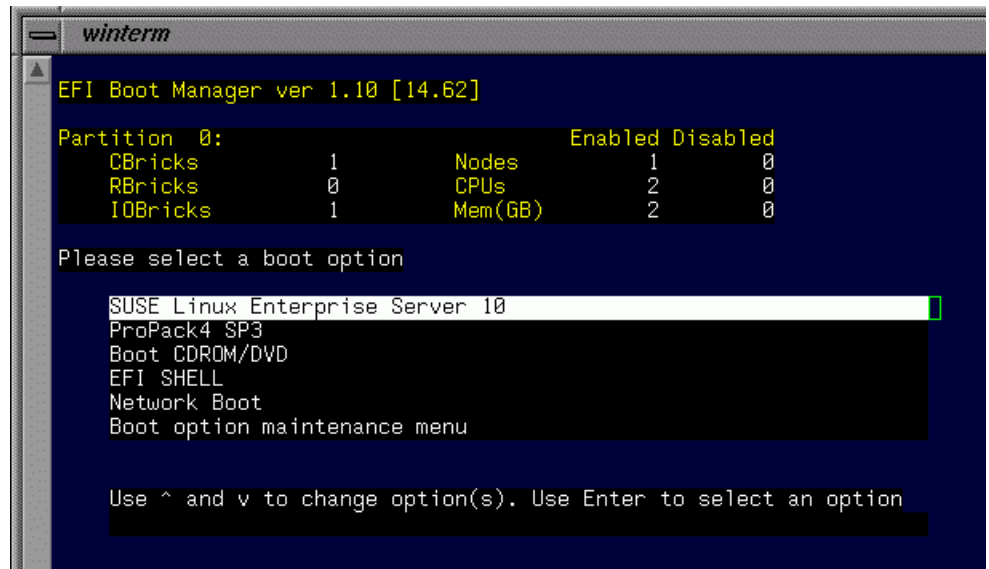 winterm
EFI Boot Manager ver 1.10 [14.62]
Partition 0: Enabled Disabled
CBricks 1 Nodes 1 0
RBricks 0 CPUs 2 0
IOBricks 1 Mem(GB) 2 0
Please select a boot option
SUSE Linux Enterprise Server 10
ProPack4 SP3
Boot CDROM/DVD
EFI SHELL
Network Boot
Boot option maintenance menu
Use ^ and v to change option(s). Use Enter to select an option